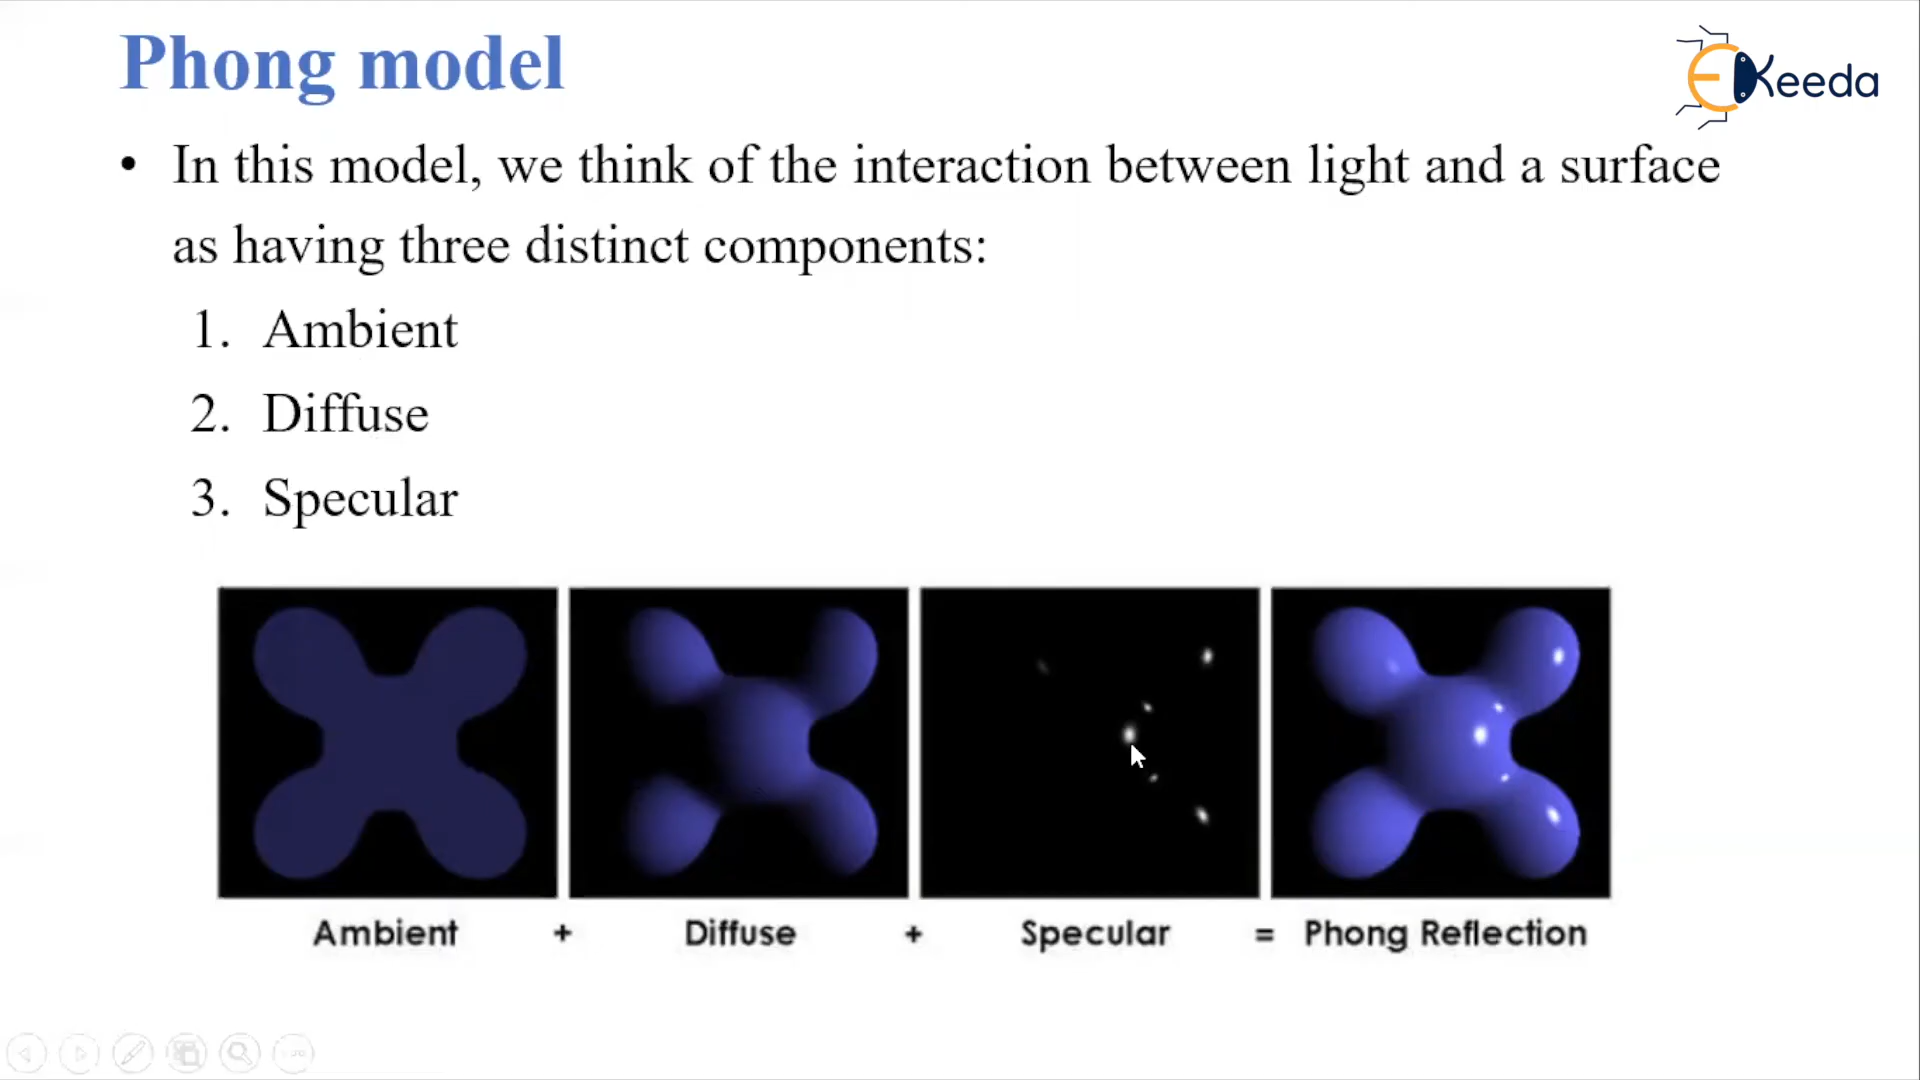 Phong model
EKeeda
• In this model, we think of the interaction between light and a surface
as having three distinct components:
1. Ambient
2. Diffuse
3. Specular
Ambient + Diffuse + Specular = Phong Reflection